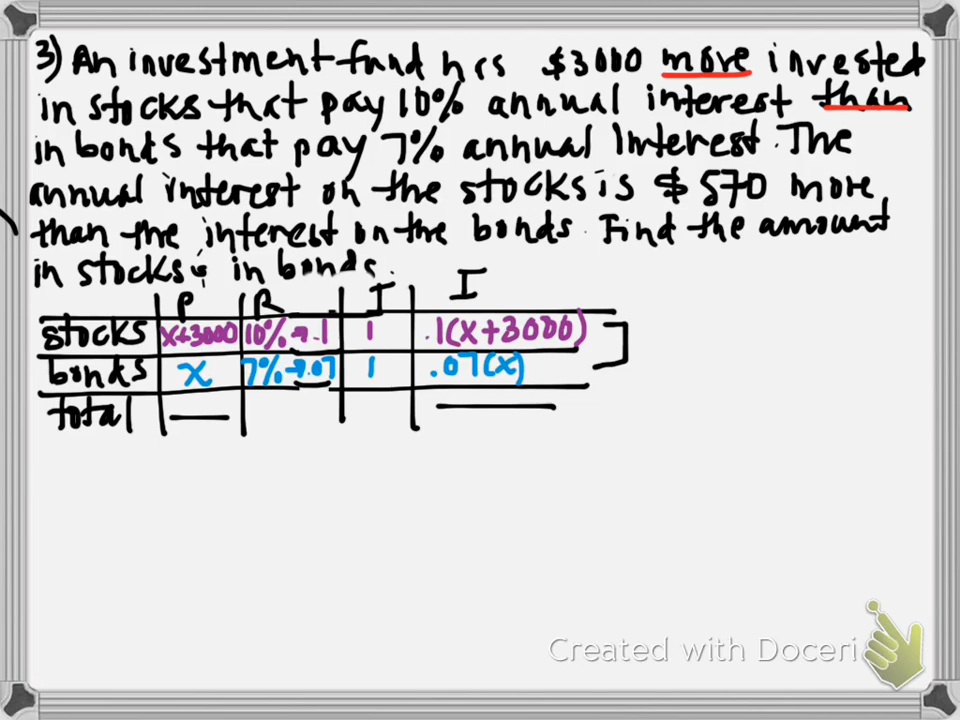 3) An investment fund has $3000 more invested
in stocks that pay 10% annual interest than
in bonds that pay 7% annual Interest. The
annual interest on the stocks is $570 more
than the interest on the bonds. Find the amount
in stocks & in bonds.
P R I I
stocks x+3000 10%→.1 1 .1(x+3000)
bonds x 7%→.07 1 .07(x)
total
Created with Doceri